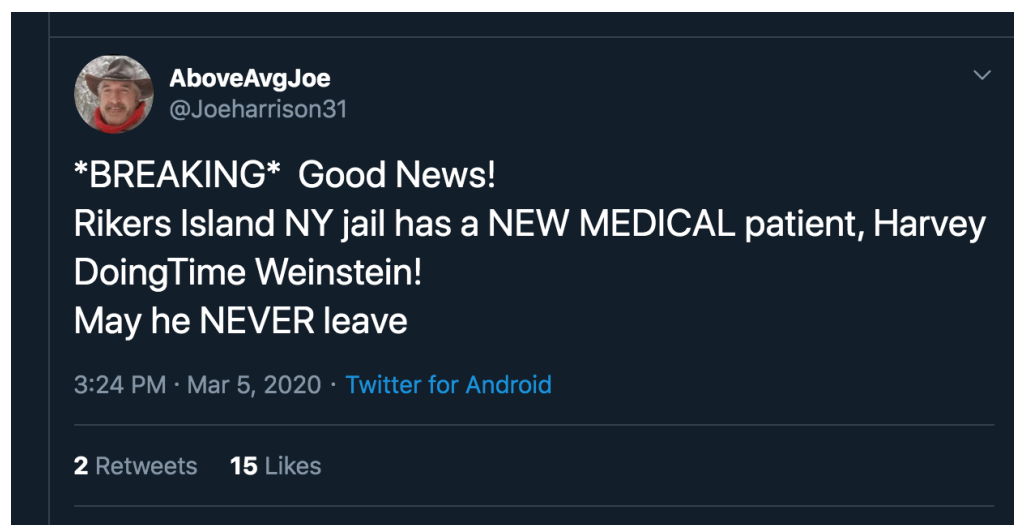 AboveAvgJoe
@Joeharrison31
*BREAKING* Good News!
Rikers Island NY jail has a NEW MEDICAL patient, Harvey
DoingTime Weinstein!
May he NEVER leave
3:24 PM · Mar 5, 2020 · Twitter for Android
2 Retweets 15 Likes